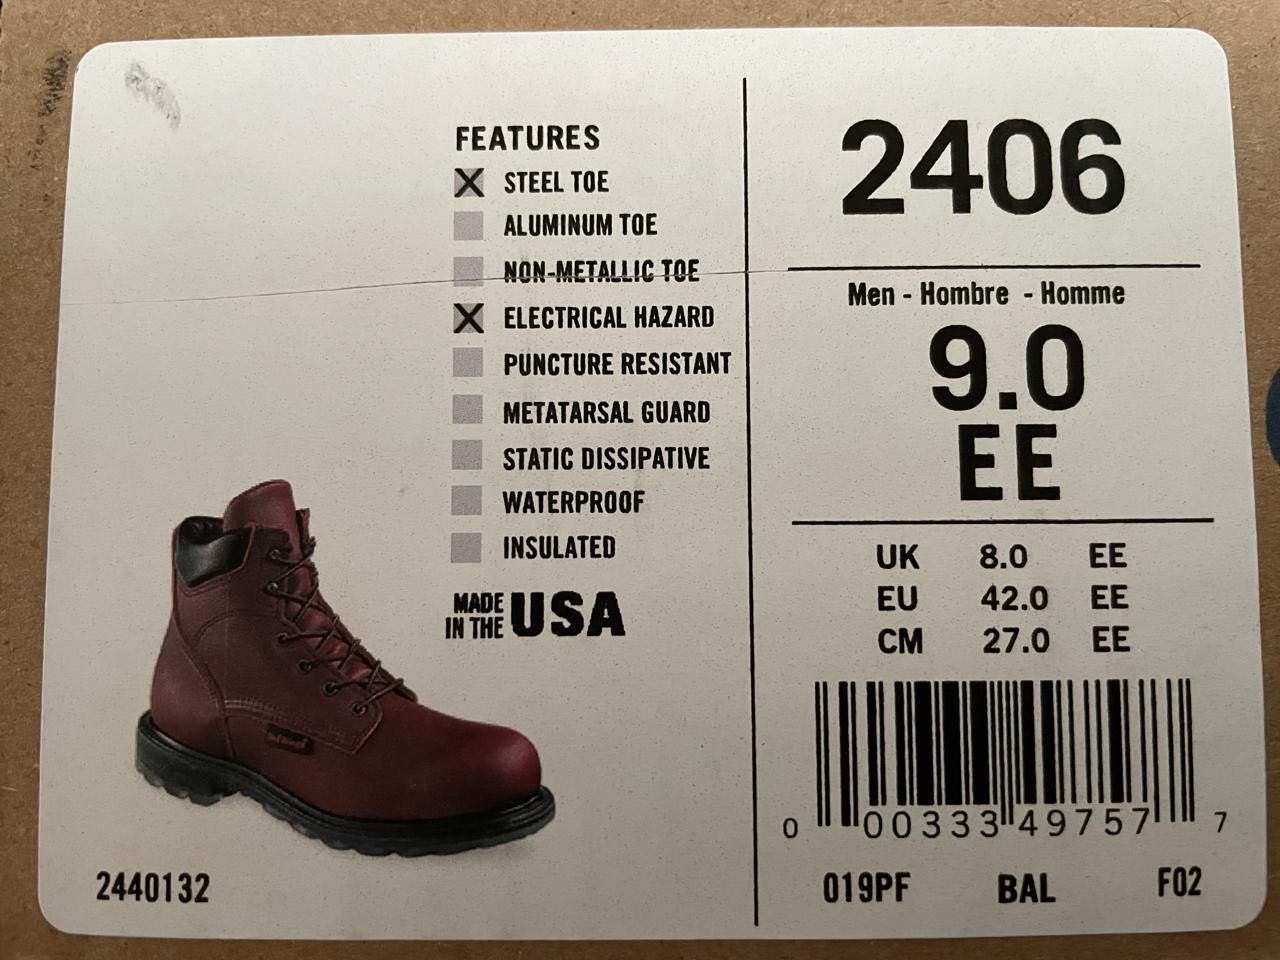 FEATURES
X STEEL TOE
ALUMINUM TOE
NON-METALLIC TOE
X ELECTRICAL HAZARD
PUNCTURE RESISTANT
METATARSAL GUARD
STATIC DISSIPATIVE
WATERPROOF
INSULATED
MADE IN THE USA
2440132
2406
Men - Hombre - Homme
9.0
EE
UK 8.0 EE
EU 42.0 EE
CM 27.0 EE
0 00333 49757 7
019PF BAL F02